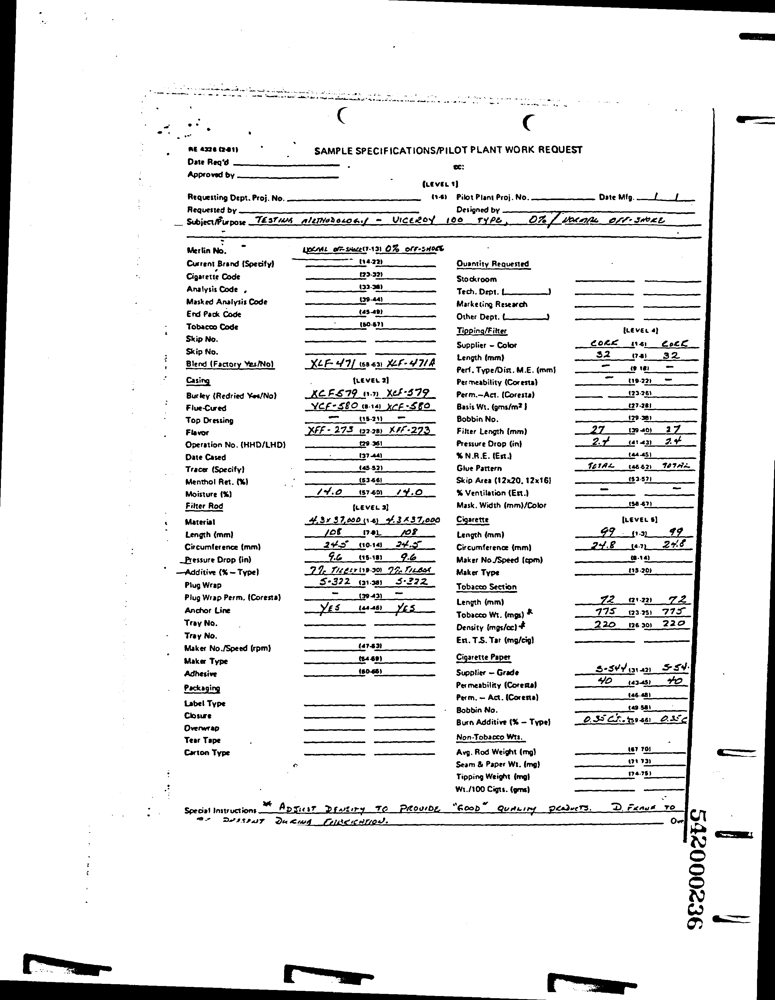 RE 4326 (2-81)
SAMPLE SPECIFICATIONS/PILOT PLANT WORK REQUEST
Date Req'd
cc:
Approved by
[LEVEL 1]
Requesting Dept. Proj. No. (1-6) Pilot Plant Proj. No. Date Mfg. / /
Requested by Designed by
Subject/Purpose TESTING METHODOLOGY - VICEROY 100 TYPE, 0% / NORMAL OFF-SHORE
Merlin No. NORMAL OFF-SHORE (7-13) 0% OFF-SHORE
Current Brand (Specify) (14-22)
Cigarette Code (23-32)
Analysis Code (33-38)
Masked Analysis Code (39-44)
End Pack Code (45-49)
Tobacco Code (50-57)
Skip No.
Skip No.
Blend (Factory Yes/No) XLF-471 (58-63) XLF-471A
Casing [LEVEL 2]
Burley (Redried Yes/No) XCF579 (1-7) XCF-579
Flue-Cured YCF-580 (8-14) XCF-580
Top Dressing — (15-21) —
Flavor XFF-273 (22-28) XFF-273
Operation No. (HHD/LHD) (29-36)
Date Cased (37-44)
Tracer (Specify) (45-52)
Menthol Ret. (%) (53-56)
Moisture (%) 14.0 (57-60) 14.0
Filter Rod [LEVEL 3]
Material 4.3x37,000 (1-6) 4.3x37,000
Length (mm) 108 (7-9) 108
Circumference (mm) 24.5 (10-14) 24.5
Pressure Drop (in) 9.6 (15-18) 9.6
Additive (% – Type) (19-30)
Plug Wrap 5-322 (31-38) 5-322
Plug Wrap Perm. (Coresta) — (39-43) —
Anchor Line YES (44-46) YES
Tray No.
Tray No.
Maker No./Speed (rpm) (47-53)
Maker Type (54-59)
Adhesive (60-66)
Packaging
Label Type
Closure
Overwrap
Tear Tape
Carton Type
Quantity Requested
Stockroom
Tech. Dept. ( )
Marketing Research
Other Dept. ( )
Tipping/Filter [LEVEL 4]
Supplier – Color CORK (1-6) CORK
Length (mm) 32 (7-8) 32
Perf. Type/Dist. M.E. (mm) — (9-18) —
Permeability (Coresta) (19-22)
Perm.–Act. (Coresta) (23-26)
Basis Wt. (gms/m²) (27-28)
Bobbin No. (29-38)
Filter Length (mm) 27 (39-40) 27
Pressure Drop (in) 2.4 (41-43) 2.4
% N.R.E. (Est.) (44-45)
Glue Pattern TOTAL (46-52) TOTAL
Skip Area (12x20, 12x16) (53-57)
% Ventilation (Est.) — —
Mask. Width (mm)/Color (58-67)
Cigarette [LEVEL 5]
Length (mm) 99 (1-3) 99
Circumference (mm) 24.8 (4-7) 24.8
Maker No./Speed (cpm) (8-14)
Maker Type (15-20)
Tobacco Section
Length (mm) 72 (21-22) 72
Tobacco Wt. (mgs) * 775 (23-25) 775
Density (mgs/cc) * 220 (26-30) 220
Est. T.S. Tar (mg/cig)
Cigarette Paper
Supplier – Grade 5-544 (31-42) 5-54
Permeability (Coresta) 40 (43-45) 40
Perm. – Act. (Coresta) (46-48)
Bobbin No. (49-58)
Burn Additive (% – Type) 0.35 CIT. (59-66) 0.35 C
Non-Tobacco Wts.
Avg. Rod Weight (mg) (67-70)
Seam & Paper Wt. (mg) (71-73)
Tipping Weight (mg) (74-75)
Wt./100 Cigts. (gms)
Special Instructions * ADJUST DENSITY TO PROVIDE "GOOD" QUALITY PRODUCTS. TO
DURING FABRICATION.
542000236